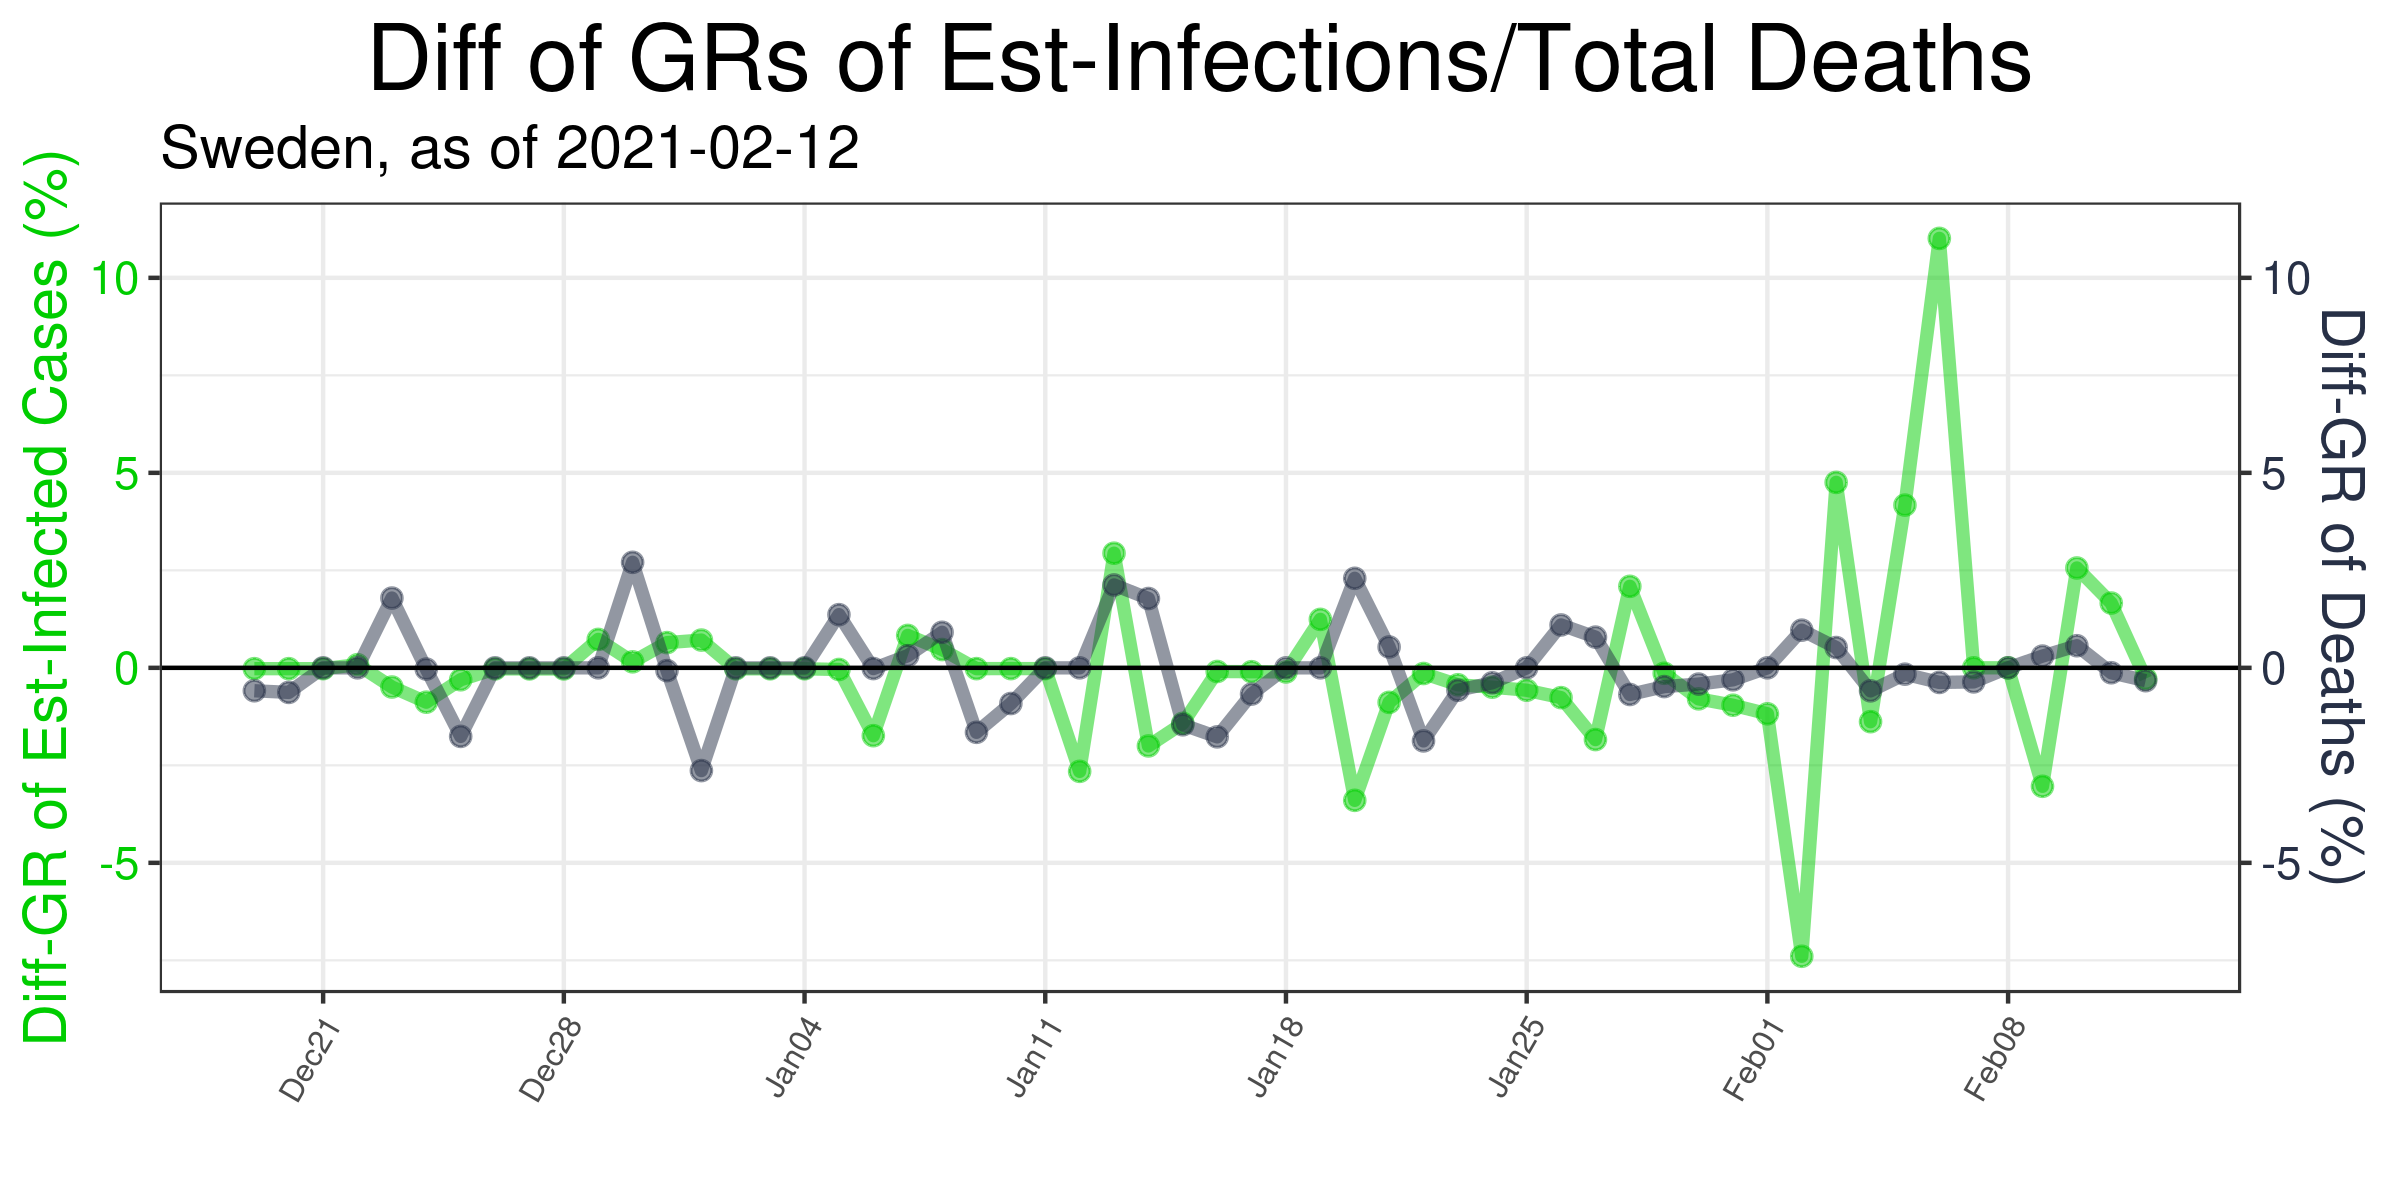 Diff of GRs of Est-Infections/Total Deaths
Sweden, as of 2021-02-12
Diff-GR of Est-Infected Cases (%)
10
5
0
-5
10
5
0
-5
Diff-GR of Deaths (%)
Dec21
Dec28
Jan04
Jan11
Jan18
Jan25
Feb01
Feb08